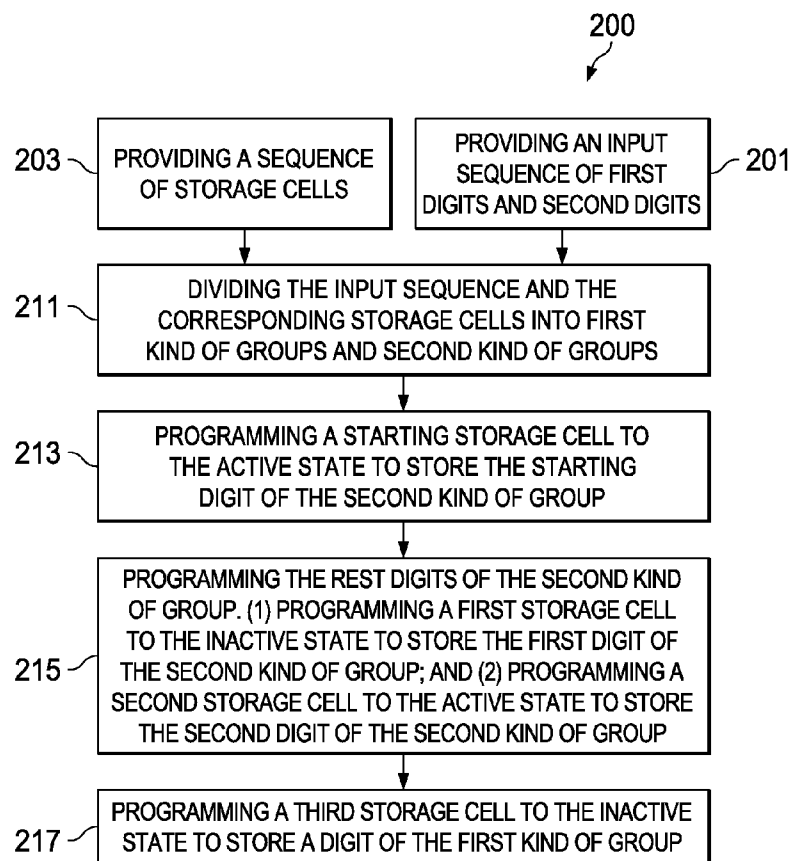 200
203
PROVIDING A SEQUENCE
OF STORAGE CELLS
PROVIDING AN INPUT
SEQUENCE OF FIRST
DIGITS AND SECOND DIGITS
201
211
DIVIDING THE INPUT SEQUENCE AND THE
CORRESPONDING STORAGE CELLS INTO FIRST
KIND OF GROUPS AND SECOND KIND OF GROUPS
213
PROGRAMMING A STARTING STORAGE CELL TO
THE ACTIVE STATE TO STORE THE STARTING
DIGIT OF THE SECOND KIND OF GROUP
215
PROGRAMMING THE REST DIGITS OF THE SECOND KIND
OF GROUP. (1) PROGRAMMING A FIRST STORAGE CELL
TO THE INACTIVE STATE TO STORE THE FIRST DIGIT OF
THE SECOND KIND OF GROUP; AND (2) PROGRAMMING A
SECOND STORAGE CELL TO THE ACTIVE STATE TO STORE
THE SECOND DIGIT OF THE SECOND KIND OF GROUP
217
PROGRAMMING A THIRD STORAGE CELL TO THE INACTIVE
STATE TO STORE A DIGIT OF THE FIRST KIND OF GROUP